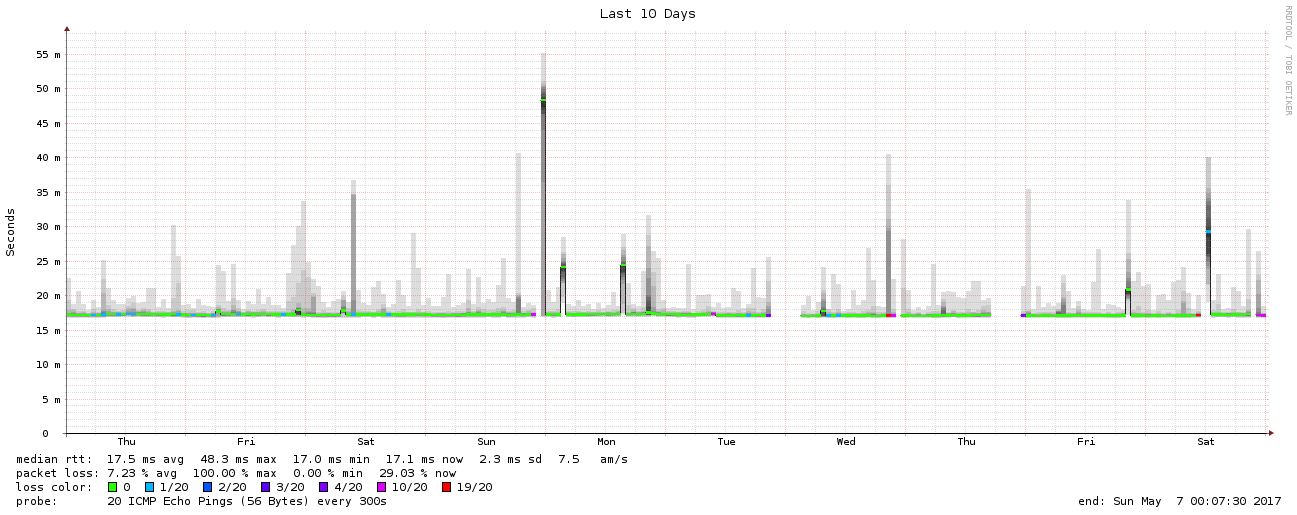 Last 10 Days
RRDTOOL / TOBI OETIKER
Seconds
55 m
50 m
45 m
40 m
35 m
30 m
25 m
20 m
15 m
10 m
5 m
0
Thu Fri Sat Sun Mon Tue Wed Thu Fri Sat
median rtt: 17.5 ms avg 48.3 ms max 17.0 ms min 17.1 ms now 2.3 ms sd 7.5 am/s
packet loss: 7.23 % avg 100.00 % max 0.00 % min 29.03 % now
loss color: 0 1/20 2/20 3/20 4/20 10/20 19/20
probe: 20 ICMP Echo Pings (56 Bytes) every 300s end: Sun May 7 00:07:30 2017